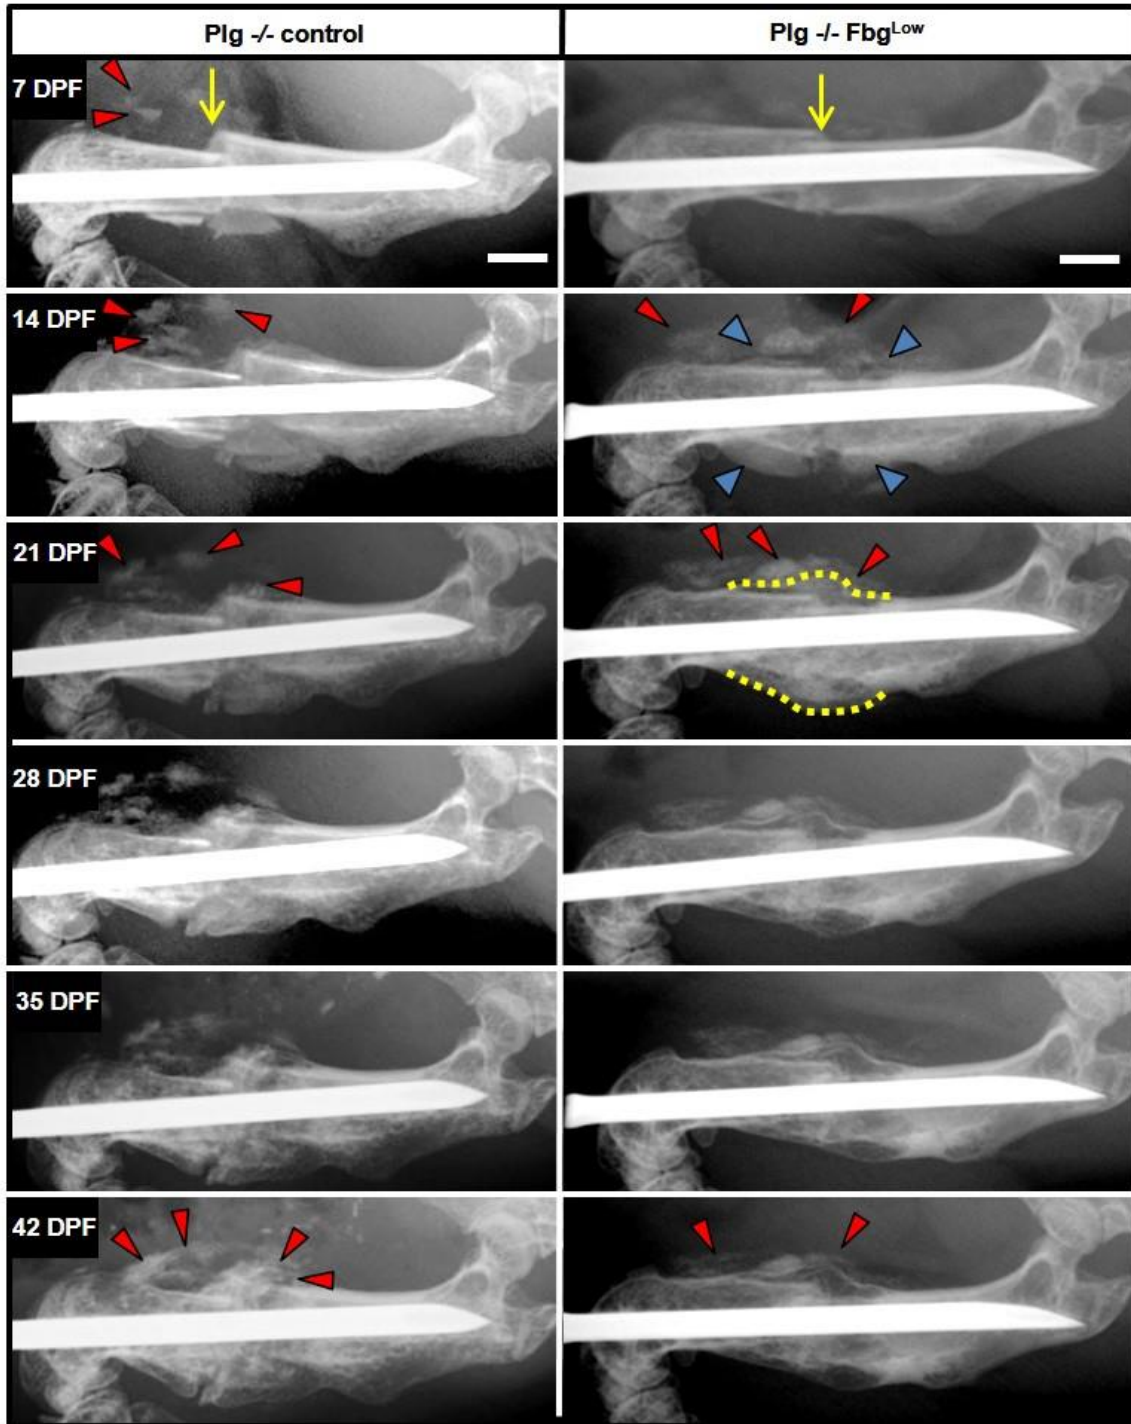 Plg -/- control
Plg -/- FbgLow
7 DPF
14 DPF
21 DPF
28 DPF
35 DPF
42 DPF